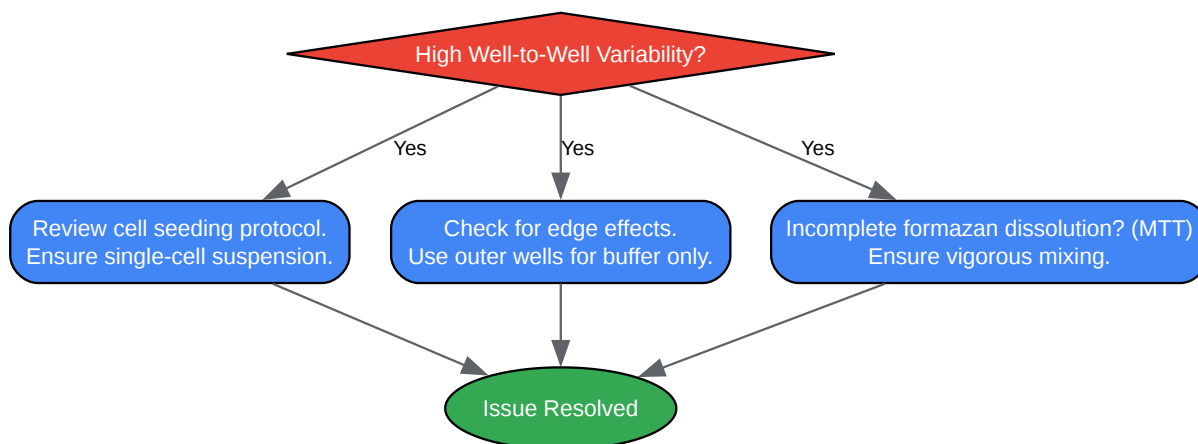 High Well-to-Well Variability?
Yes
Yes
Yes
Review cell seeding protocol.
Ensure single-cell suspension.
Check for edge effects.
Use outer wells for buffer only.
Incomplete formazan dissolution? (MTT)
Ensure vigorous mixing.
Issue Resolved